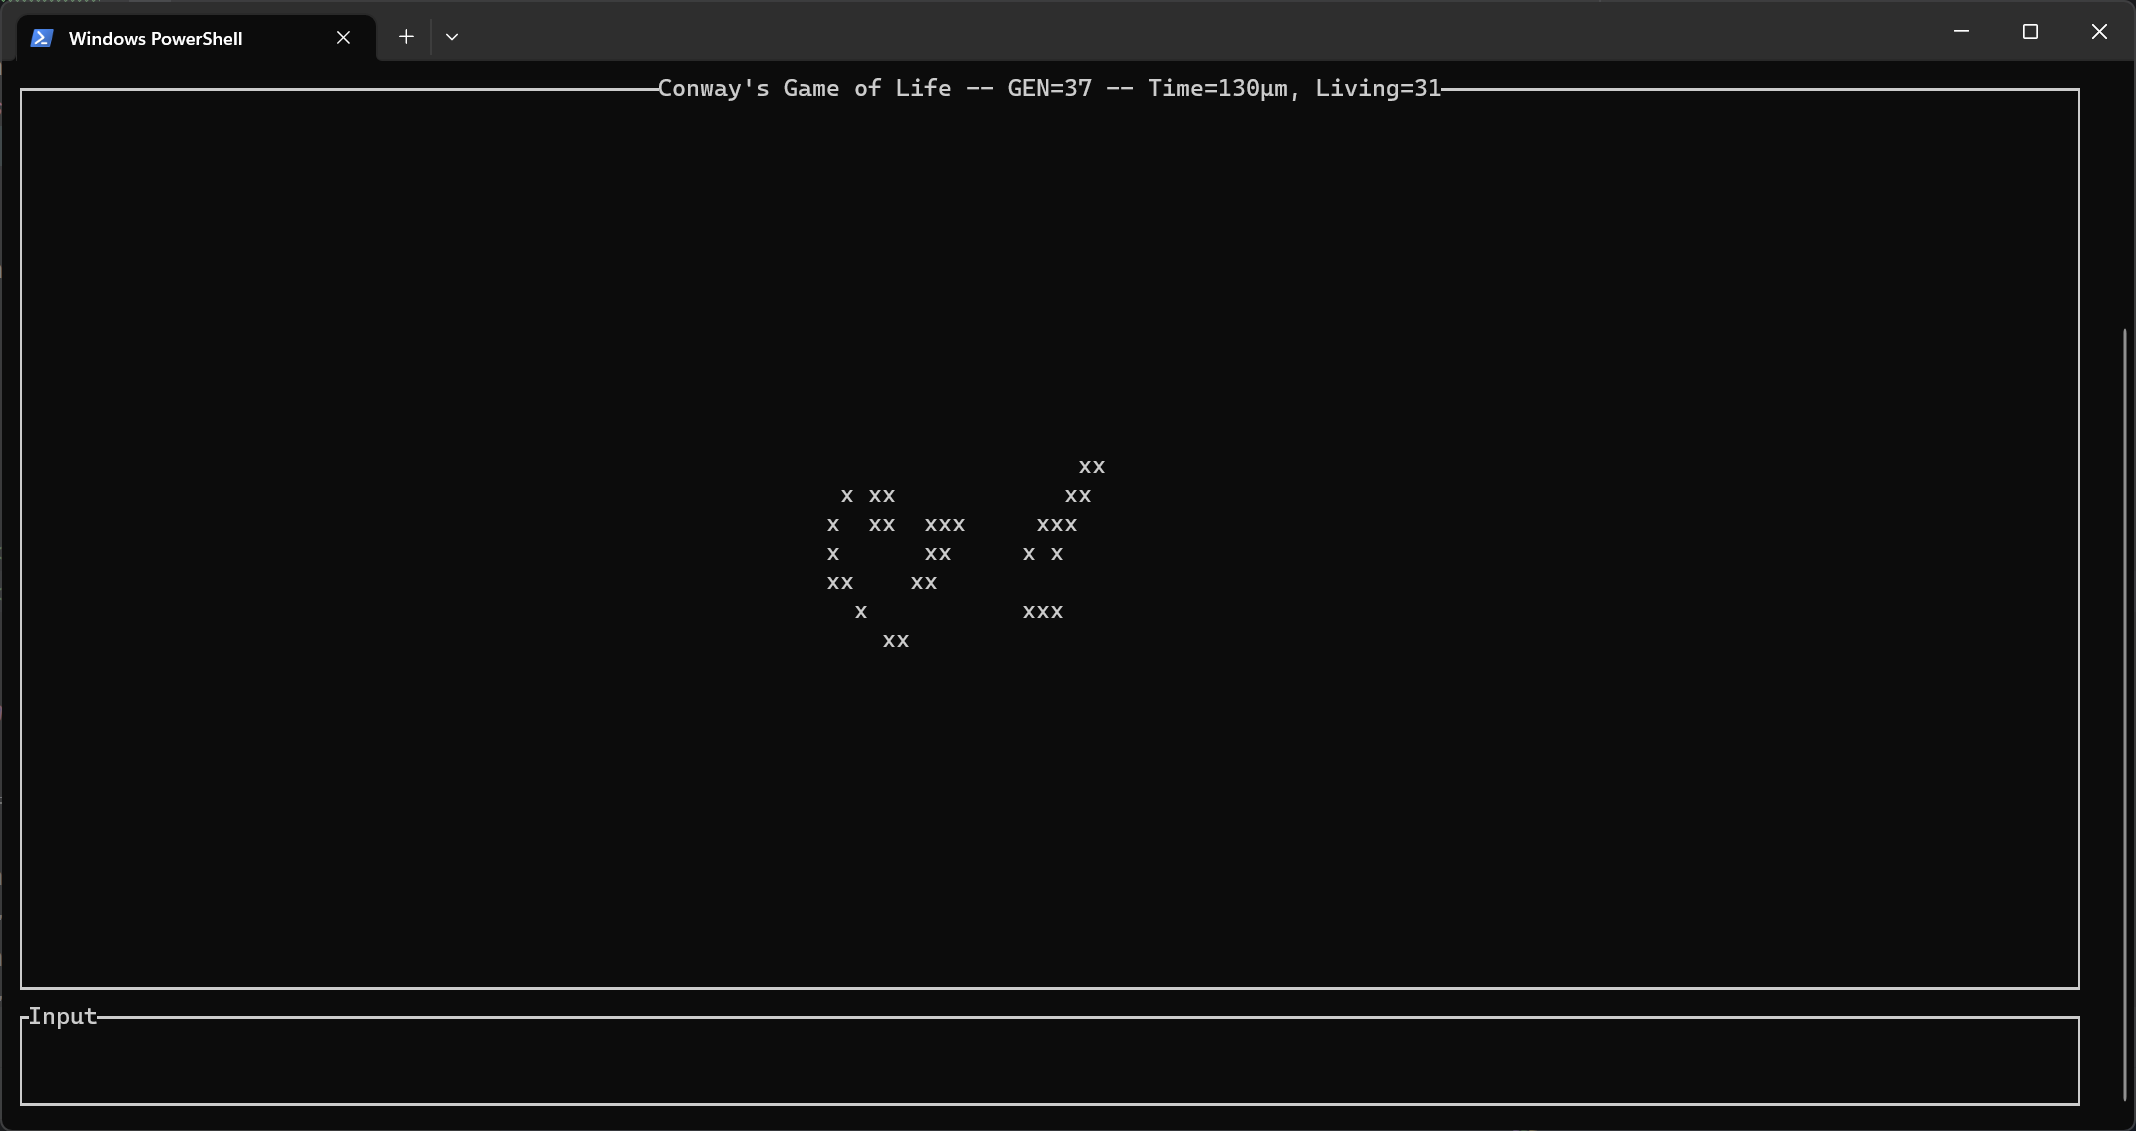 Windows PowerShell
Conway's Game of Life -- GEN=37 -- Time=130µm, Living=31
xx
x xx xx
x xx xxx xxx
x xx x x
xx xx
x xxx
xx
Input